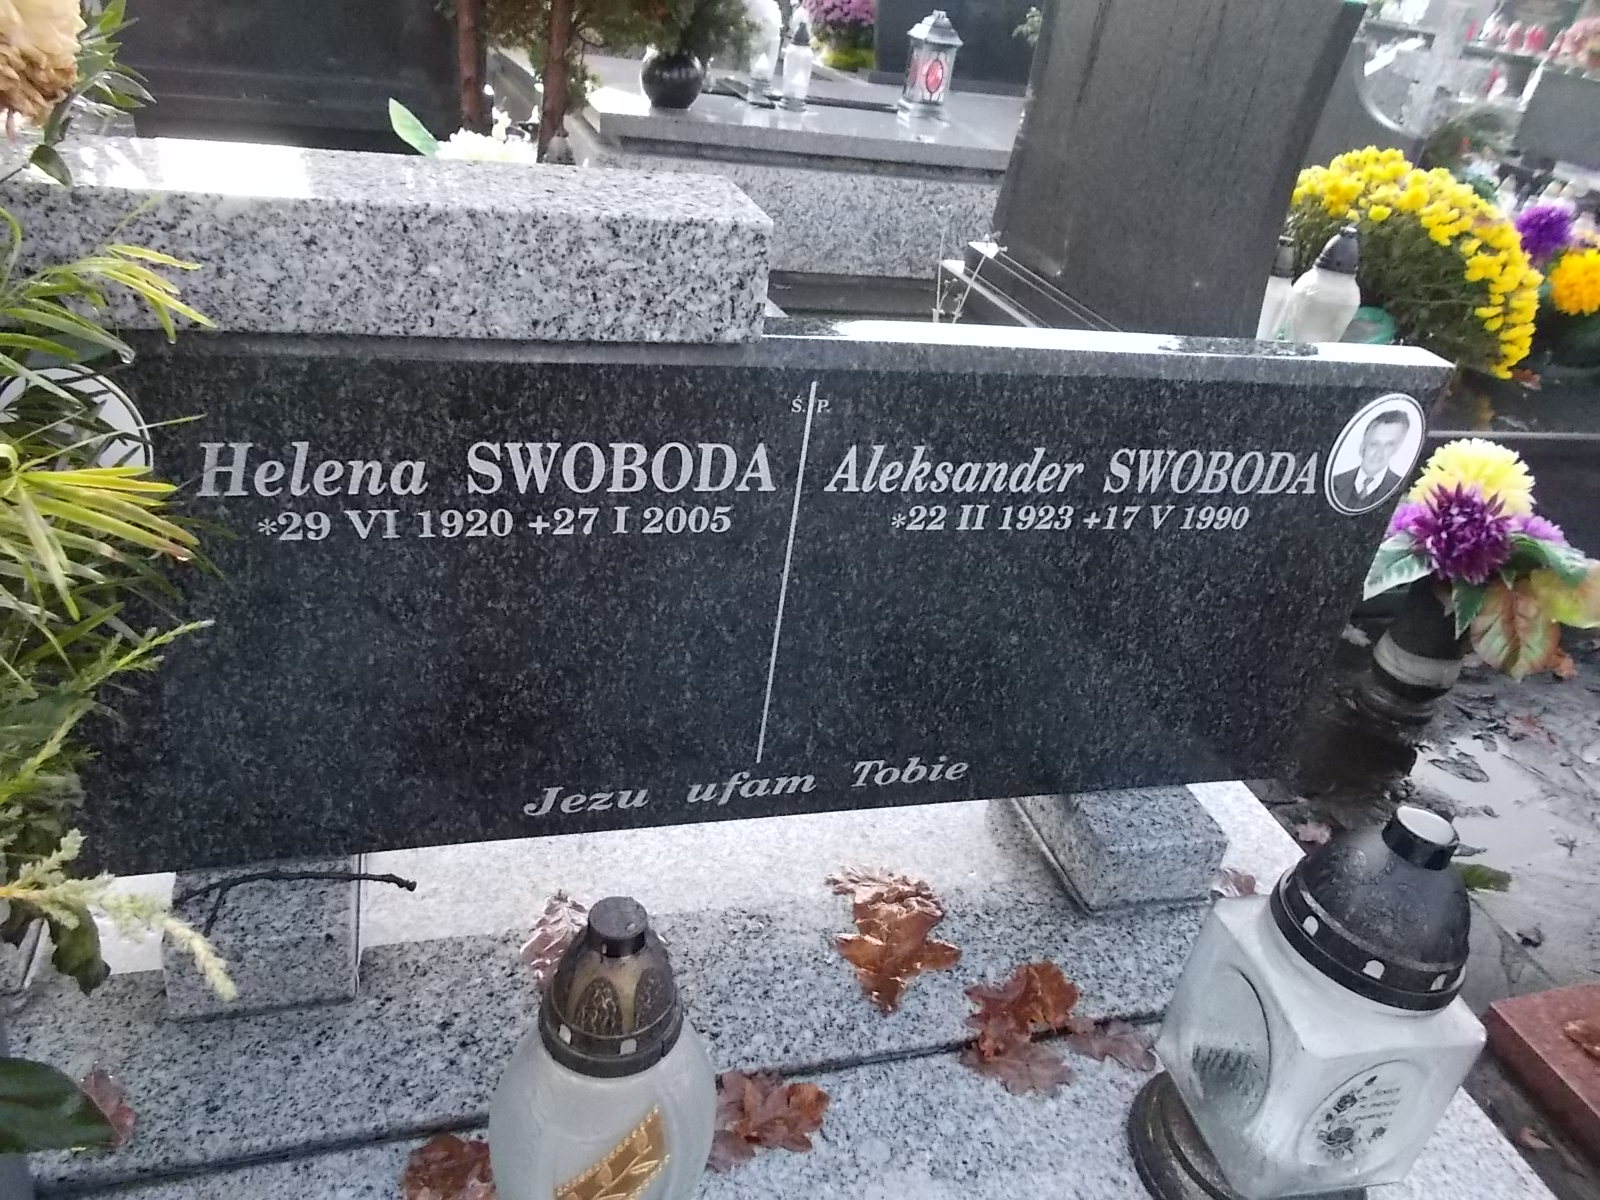 Ś.P.
Helena SWOBODA
*29 VI 1920 +27 I 2005
Aleksander SWOBODA
*22 II 1923 +17 V 1990
Jezu ufam Tobie